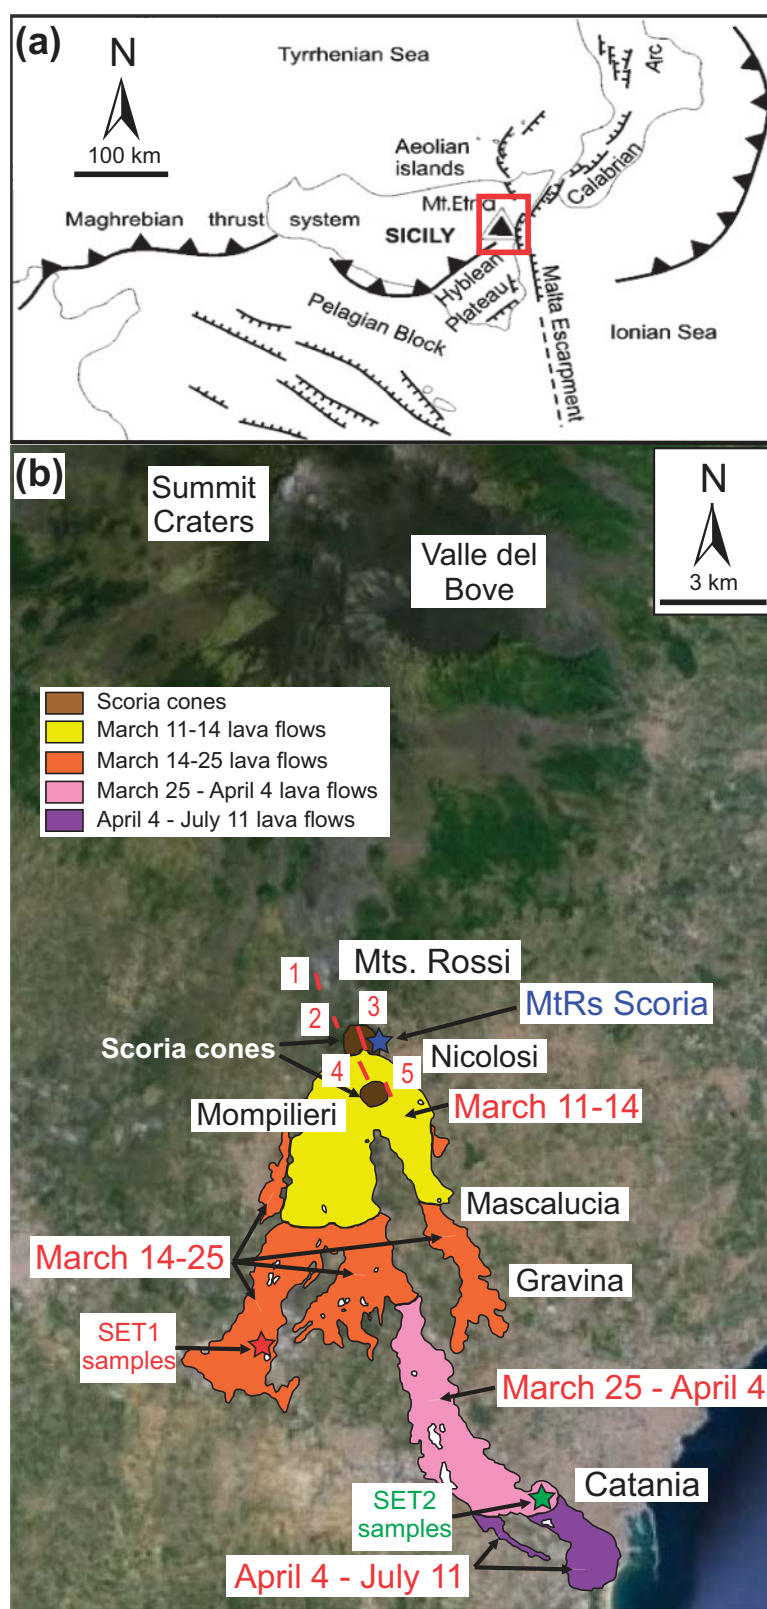 (a)
N
100 km
Tyrrhenian Sea
Arc
Aeolian
islands
Calabrian
Mt.Etna
Maghrebian thrust system
SICILY
Hyblean
Plateau
Malta Escarpment
Pelagian Block
Ionian Sea
(b)
Summit
Craters
Valle del
Bove
N
3 km
Scoria cones
March 11-14 lava flows
March 14-25 lava flows
March 25 - April 4 lava flows
April 4 - July 11 lava flows
Mts. Rossi
1
2
3
MtRs Scoria
Scoria cones
Nicolosi
4
5
Mompilieri
March 11-14
Mascalucia
March 14-25
Gravina
SET1
samples
March 25 - April 4
Catania
SET2
samples
April 4 - July 11